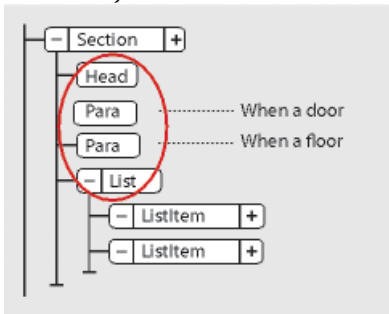 − Section +
Head
Para When a door
Para When a floor
− List
− ListItem +
− ListItem +